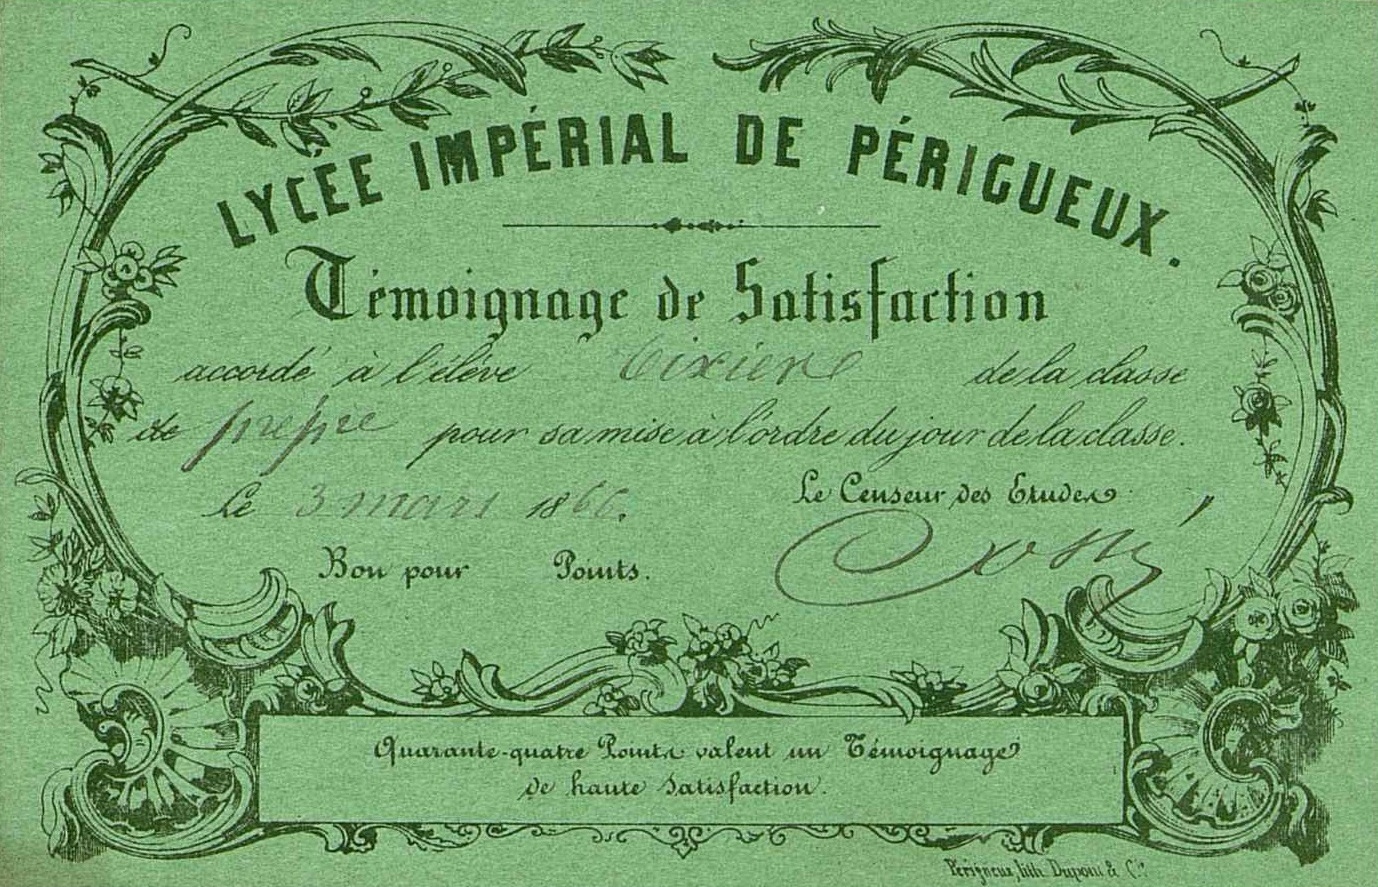 LYCÉE IMPÉRIAL DE PÉRIGUEUX.
Témoignage de Satisfaction
accordé à l'élève Tixier de la classe
de prépre pour sa mise à l'ordre du jour de la classe.
Le 3 mars 1866.
Le Censeur des Etudes
Bon pour Points.
Quarante-quatre Points valent un Témoignage
de haute Satisfaction.
Périgueux, lith. Dupont & Cie